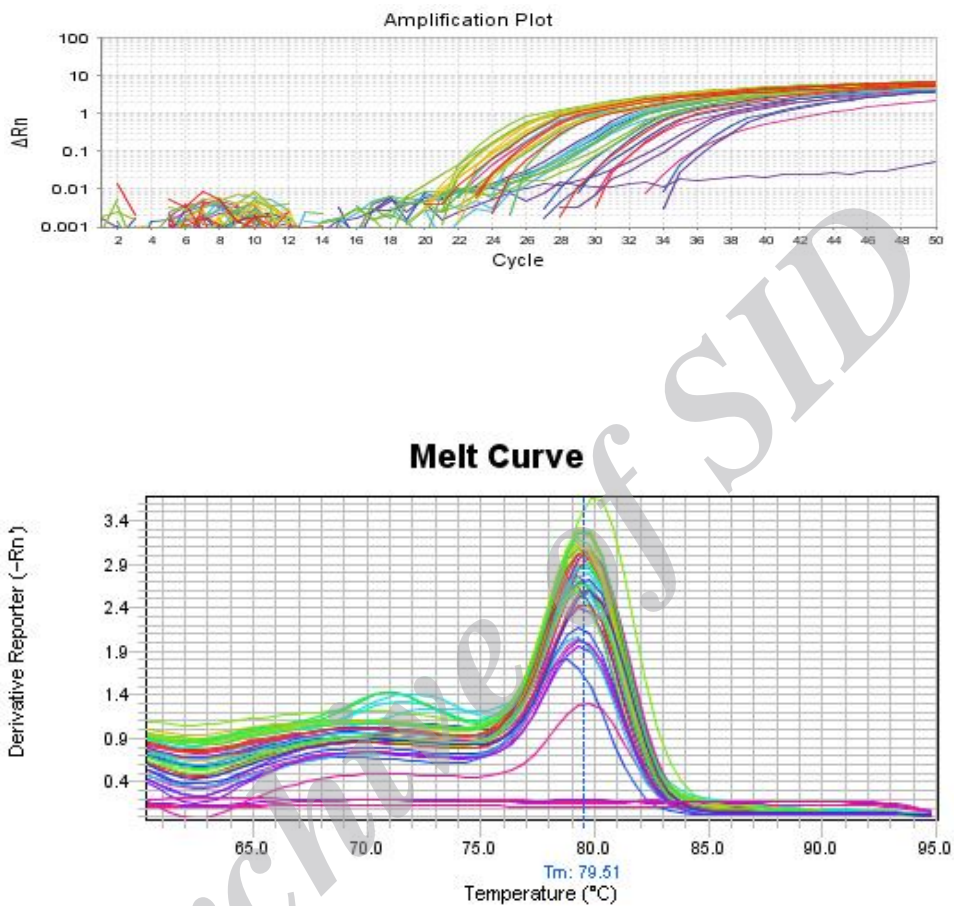 Amplification Plot
ΔRn
100
10
1
0.1
0.01
0.001
2 4 6 8 10 12 14 16 18 20 22 24 26 28 30 32 34 36 38 40 42 44 46 48 50
Cycle
Melt Curve
Derivative Reporter (-Rn')
3.4
2.9
2.4
1.9
1.4
0.9
0.4
65.0 70.0 75.0 80.0 85.0 90.0 95.0
Tm: 79.51
Temperature (°C)
Archive of SID